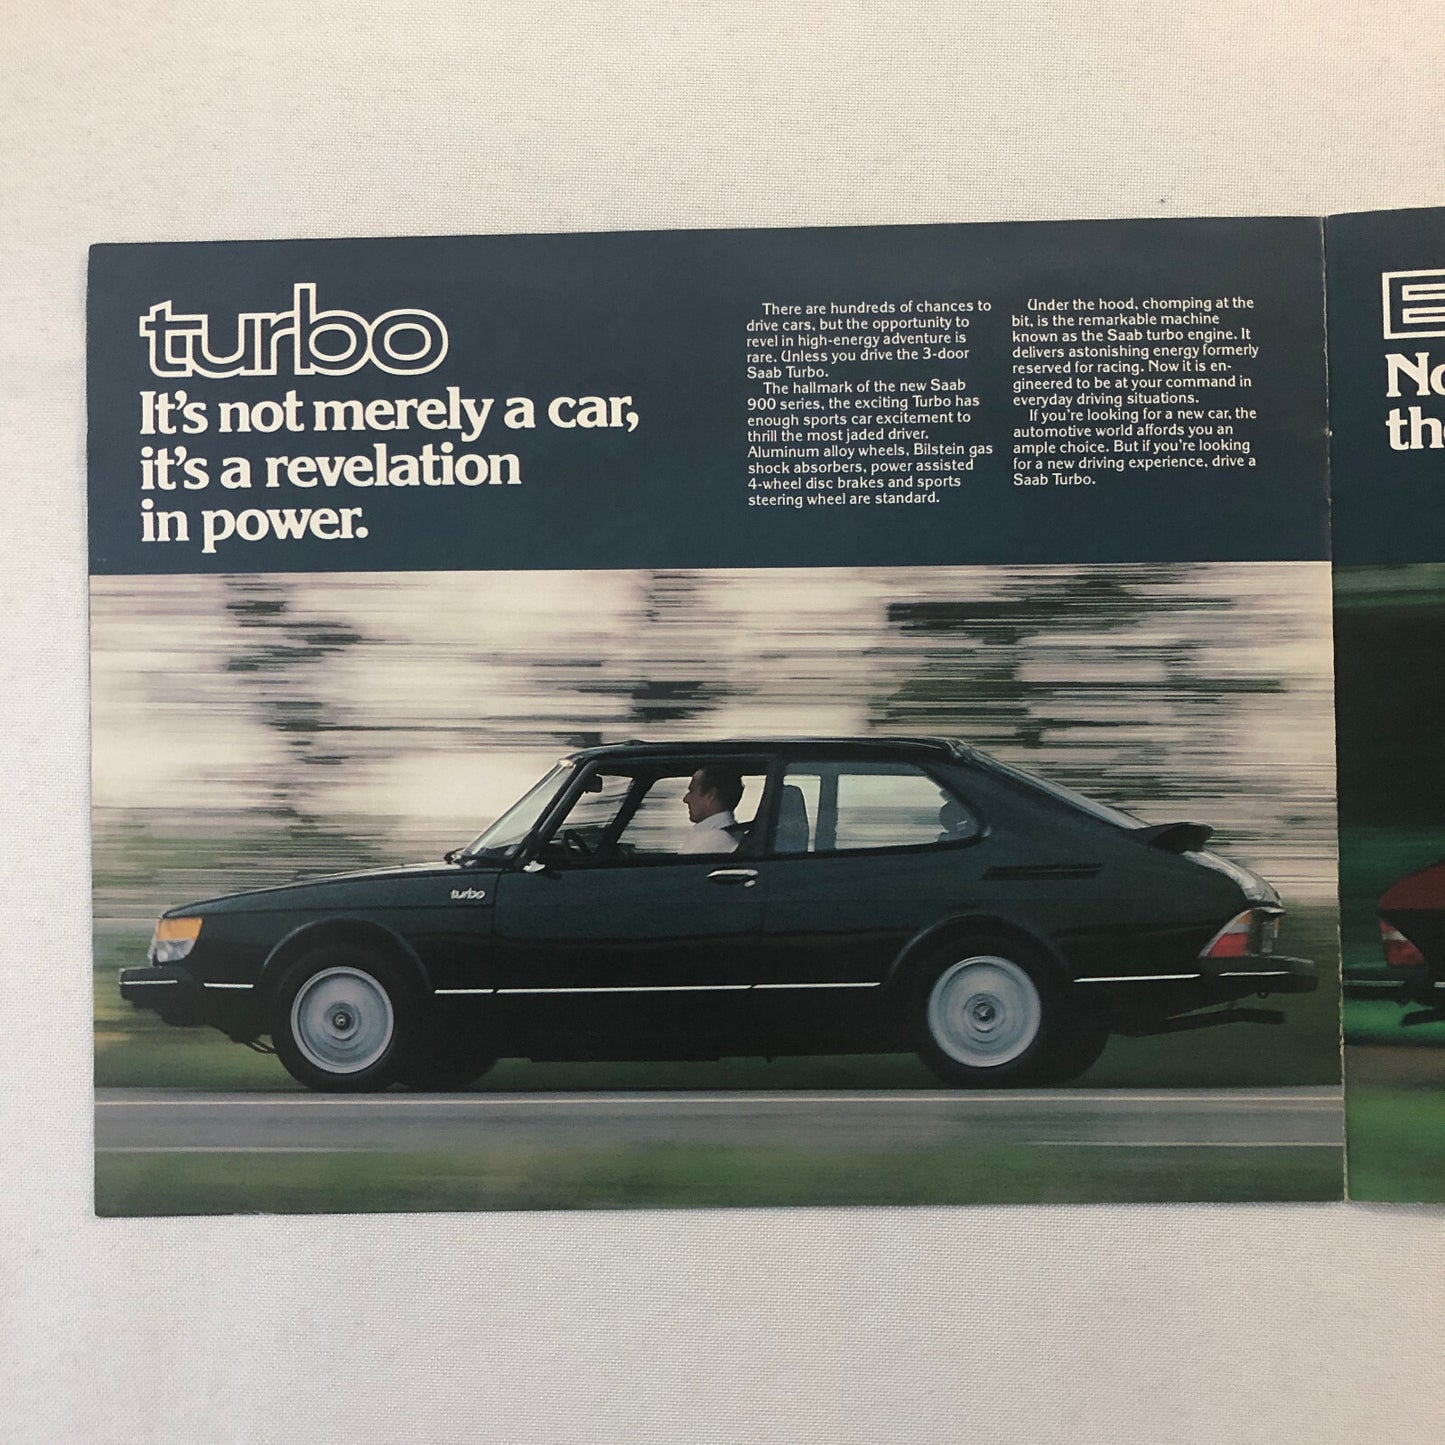 turbo
It's not merely a car,
it's a revelation
in power.
There are hundreds of chances to
drive cars, but the opportunity to
revel in high-energy adventure is
rare. Unless you drive the 3-door
Saab Turbo.
The hallmark of the new Saab
900 series, the exciting Turbo has
enough sports car excitement to
thrill the most jaded driver.
Aluminum alloy wheels, Bilstein gas
shock absorbers, power assisted
4-wheel disc brakes and sports
steering wheel are standard.
Under the hood, chomping at the
bit, is the remarkable machine
known as the Saab turbo engine. It
delivers astonishing energy formerly
reserved for racing. Now it is en-
gineered to be at your command in
everyday driving situations.
If you're looking for a new car, the
automotive world affords you an
ample choice. But if you're looking
for a new driving experience, drive a
Saab Turbo.
turbo